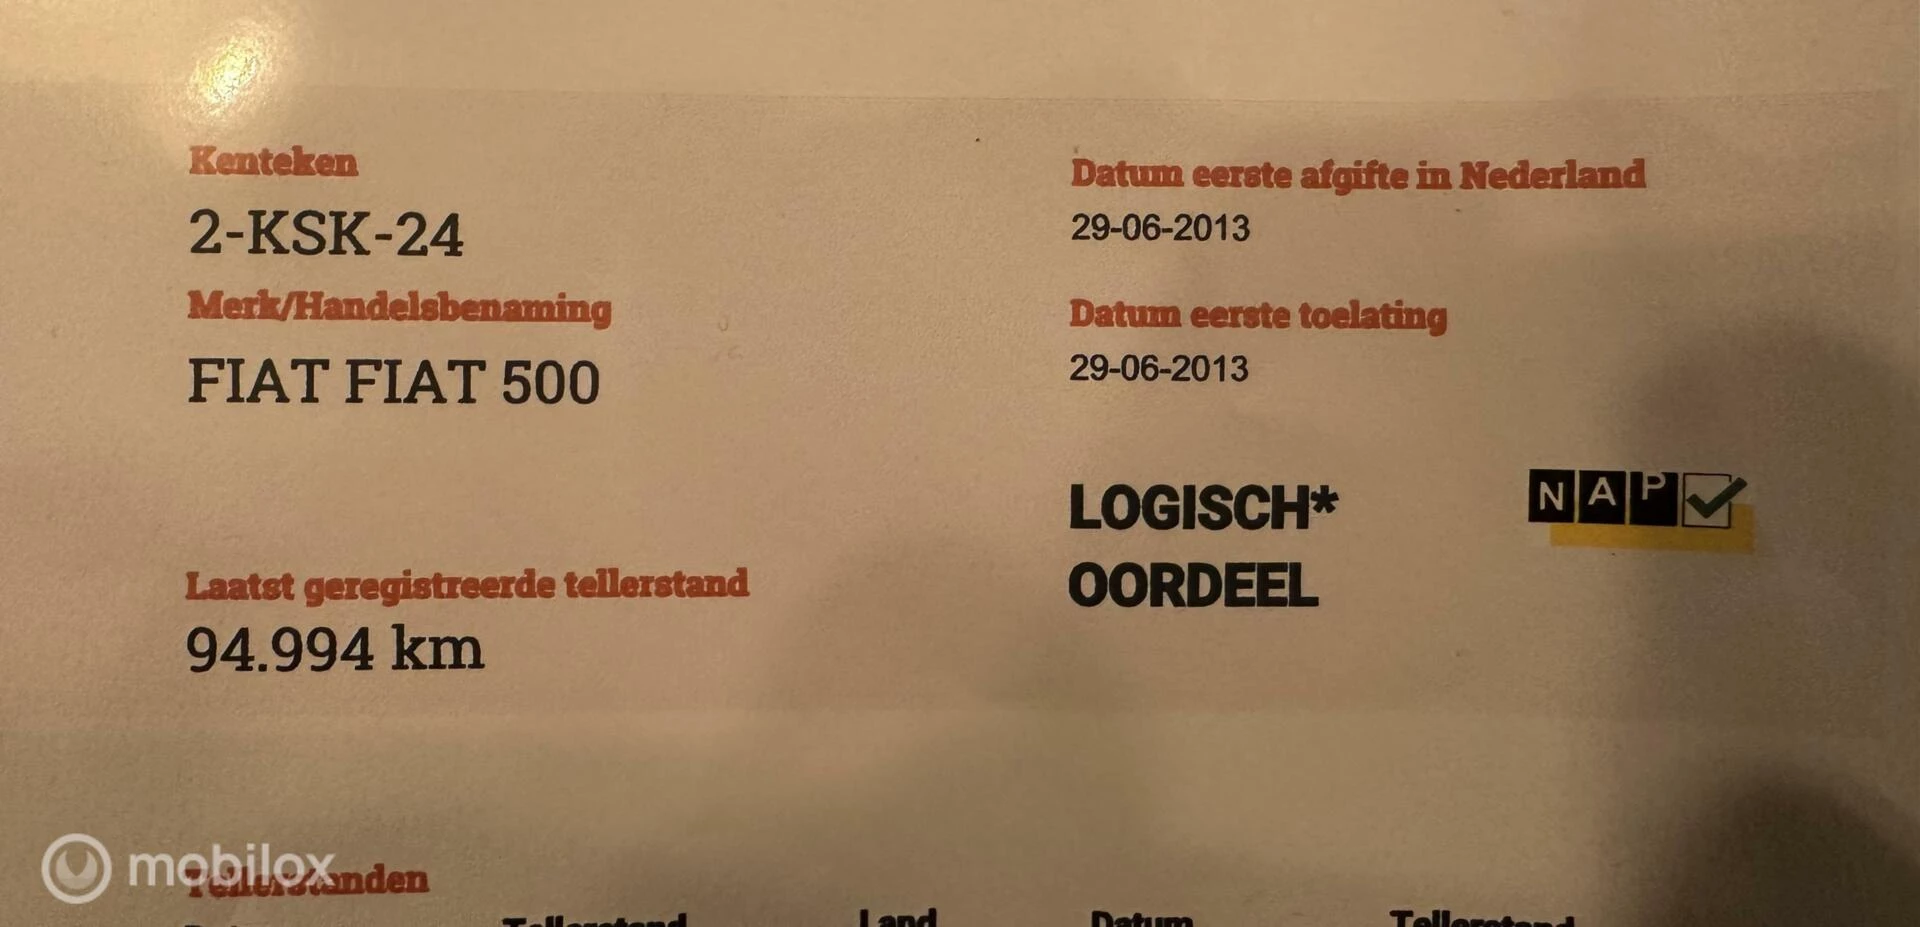 Kenteken
2-KSK-24
Merk/Handelsbenaming
FIAT FIAT 500
Laatst geregistreerde tellerstand
94.994 km
Datum eerste afgifte in Nederland
29-06-2013
Datum eerste toelating
29-06-2013
LOGISCH*
OORDEEL
NAP
mobilox
Tellerstanden
Tellerstand Land Datum Tellerstand